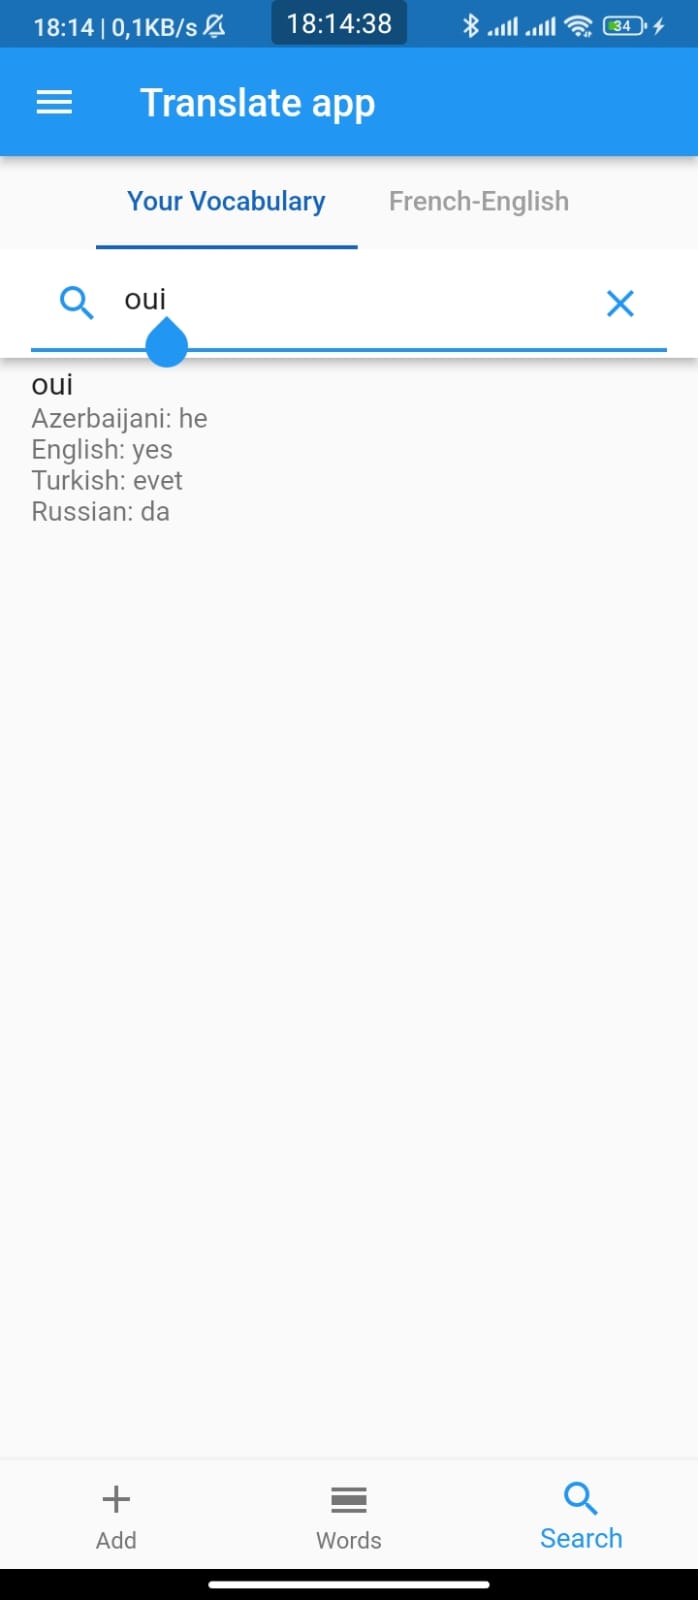 18:14 | 0,1KB/s 18:14:38 34
Translate app
Your Vocabulary French-English
oui
oui
Azerbaijani: he
English: yes
Turkish: evet
Russian: da
Add Words Search